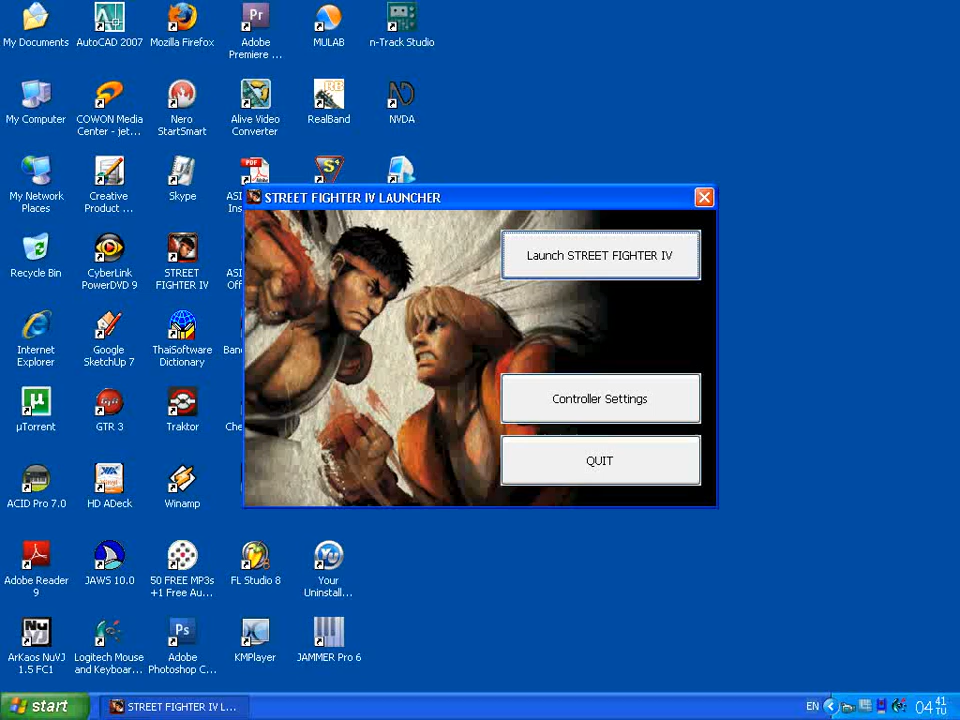 My Documents
AutoCAD 2007
Mozilla Firefox
Adobe
Premiere ...
MULAB
n-Track Studio
My Computer
COWON Media
Center - jet...
Nero
StartSmart
Alive Video
Converter
RealBand
NVDA
My Network
Places
Creative
Product ...
Skype
Recycle Bin
CyberLink
PowerDVD 9
STREET
FIGHTER IV
Internet
Explorer
Google
SketchUp 7
ThaiSoftware
Dictionary
µTorrent
GTR 3
Traktor
ACID Pro 7.0
HD ADeck
Winamp
Adobe Reader
9
JAWS 10.0
50 FREE MP3s
+1 Free Au...
FL Studio 8
Your
Uninstall...
ArKaos NuVJ
1.5 FC1
Logitech Mouse
and Keyboar...
Adobe
Photoshop C...
KMPlayer
JAMMER Pro 6
STREET FIGHTER IV LAUNCHER
Launch STREET FIGHTER IV
Controller Settings
QUIT
start
STREET FIGHTER IV L...
EN
04 41
TU